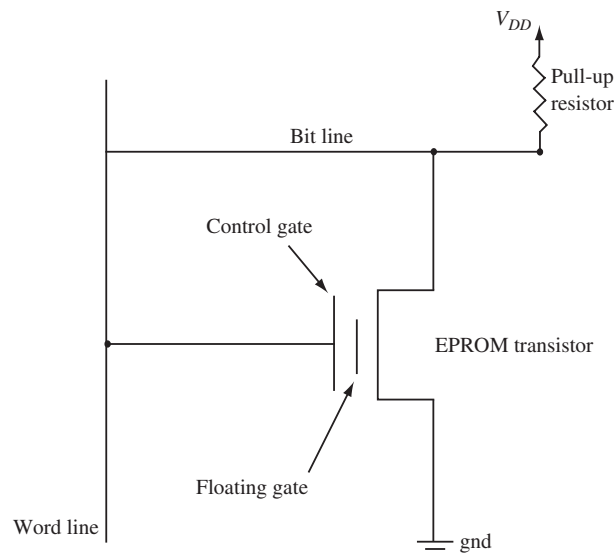 V_DD
Pull-up
resistor
Bit line
Control gate
EPROM transistor
Floating gate
Word line
gnd